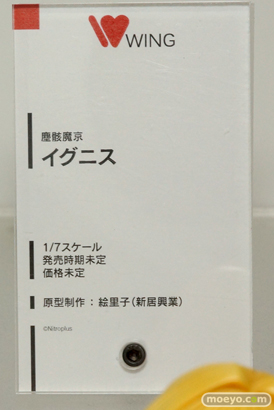 WING
塵骸魔京
イグニス
1/7スケール
発売時期未定
価格未定
原型制作：絵里子（新居興業）
©Nitroplus
moeyo.com